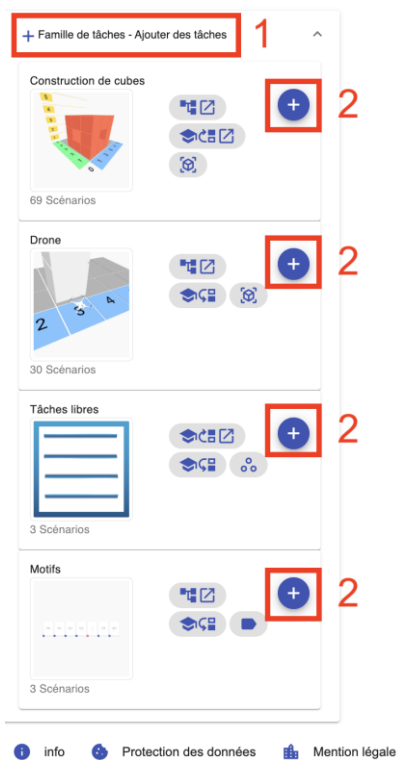 + Famille de tâches - Ajouter des tâches
1
Construction de cubes
2
69 Scénarios
Drone
2
2
3
4
30 Scénarios
Tâches libres
2
3 Scénarios
Motifs
2
3 Scénarios
info
Protection des données
Mention légale